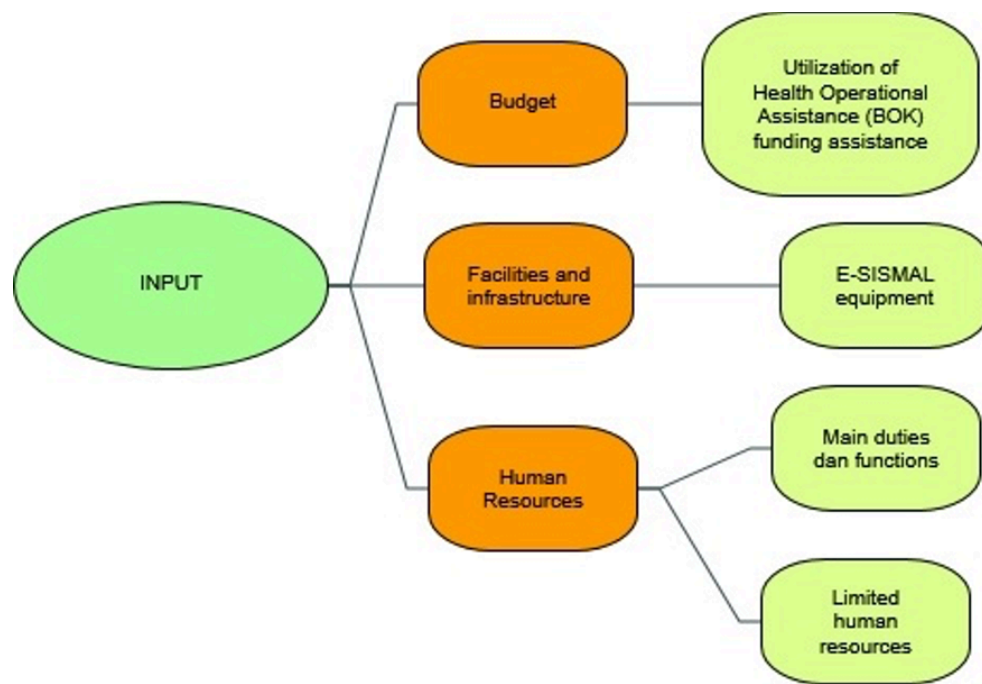 INPUT
Budget
Utilization of
Health Operational
Assistance (BOK)
funding assistance
Facilities and
infrastructure
E-SISMAL
equipment
Human
Resources
Main duties
dan functions
Limited
human
resources